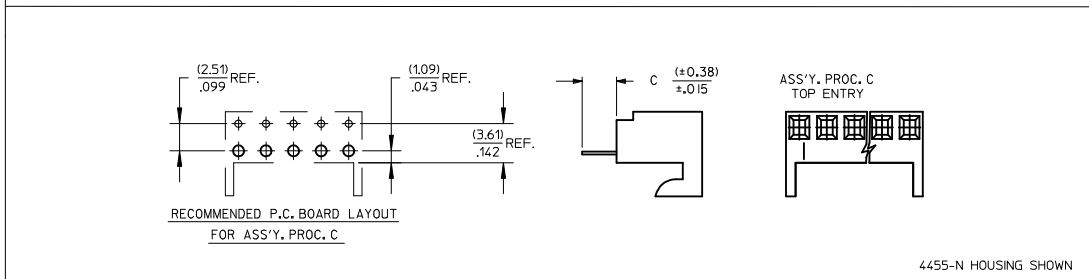 (2.51)
.099 REF.
(1.09)
.043 REF.
(3.61)
.142 REF.
RECOMMENDED P.C. BOARD LAYOUT
FOR ASS'Y. PROC. C
C (±0.38)
±.015
ASS'Y. PROC. C
TOP ENTRY
4455-N HOUSING SHOWN